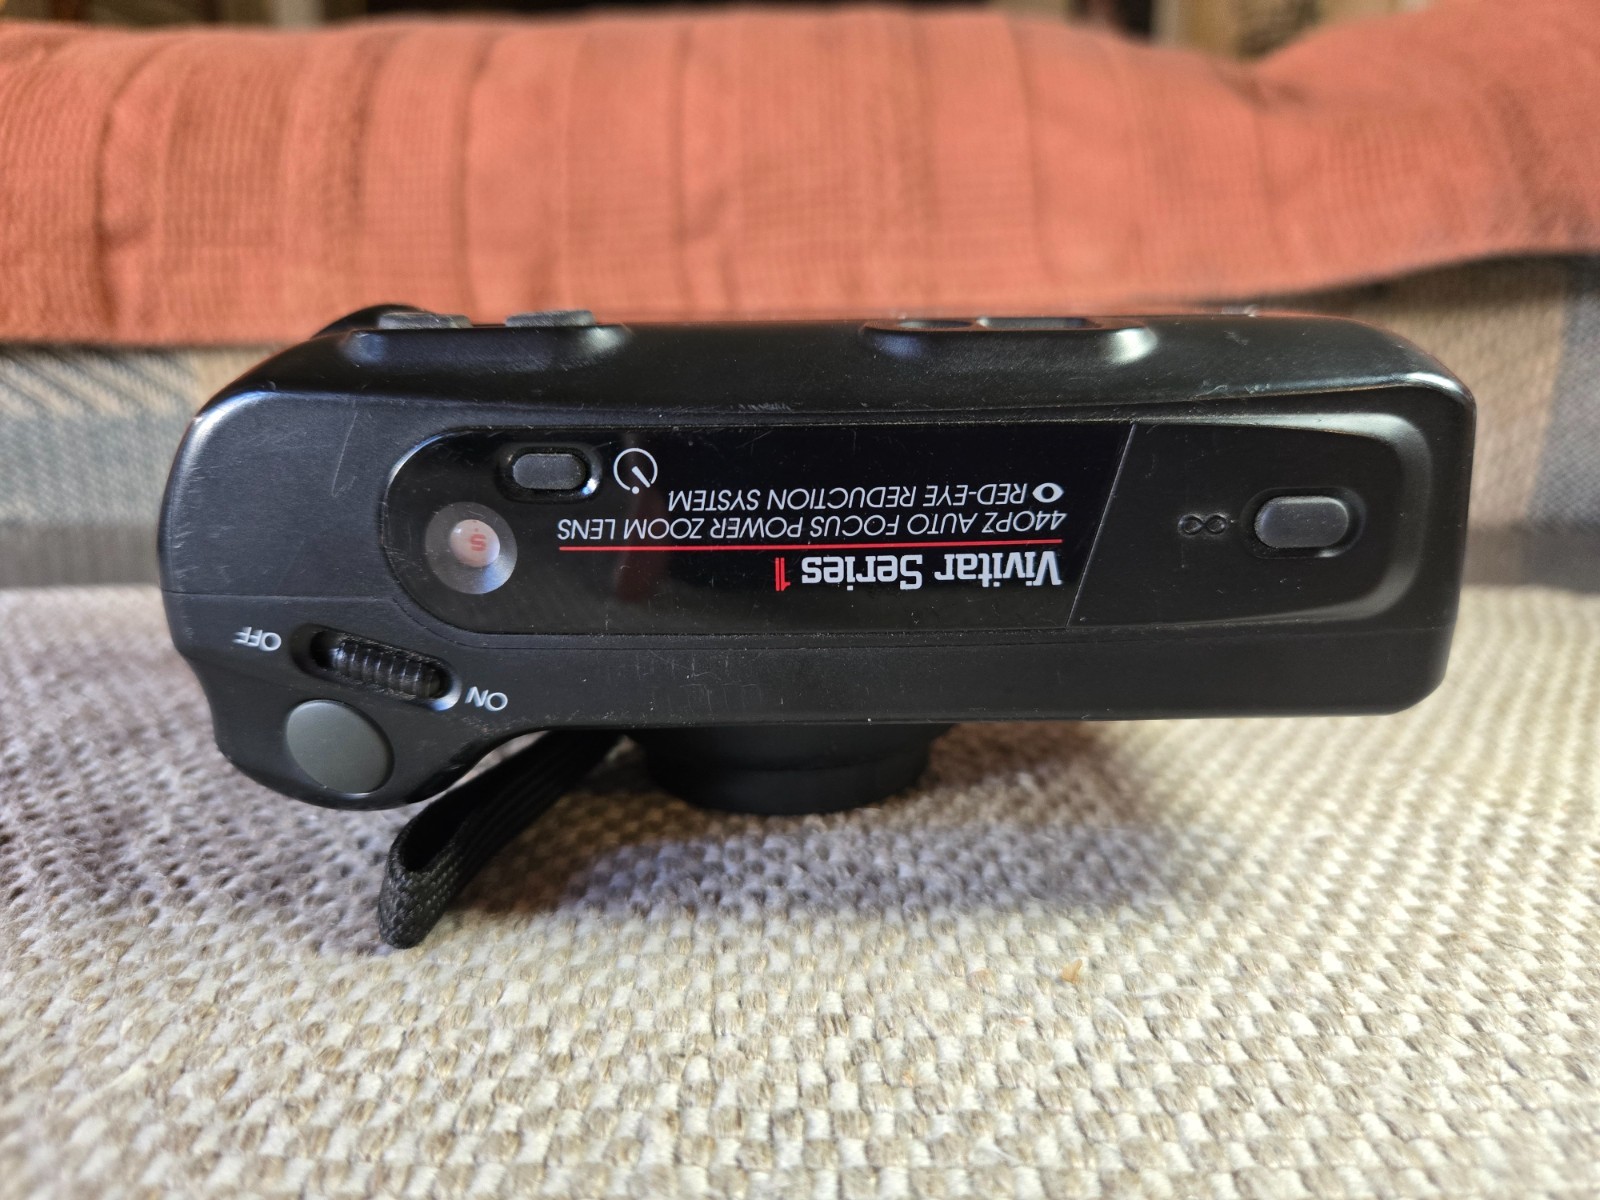 Vivitar Series 1
440PZ AUTO FOCUS POWER ZOOM LENS
RED-EYE REDUCTION SYSTEM
∞
S
ON
OFF